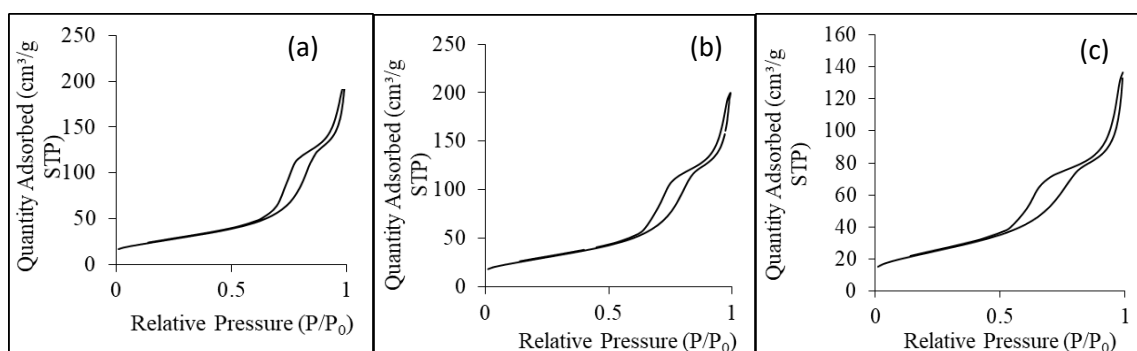 (a)
Quantity Adsorbed (cm³/g
STP)
250
200
150
100
50
0
0
0.5
1
Relative Pressure (P/P₀)
(b)
Quantity Adsorbed (cm³/g
STP)
250
200
150
100
50
0
0
0.5
1
Relative Pressure (P/P₀)
(c)
Quantity Adsorbed (cm³/g
STP)
160
140
120
100
80
60
40
20
0
0
0.5
1
Relative Pressure (P/P₀)